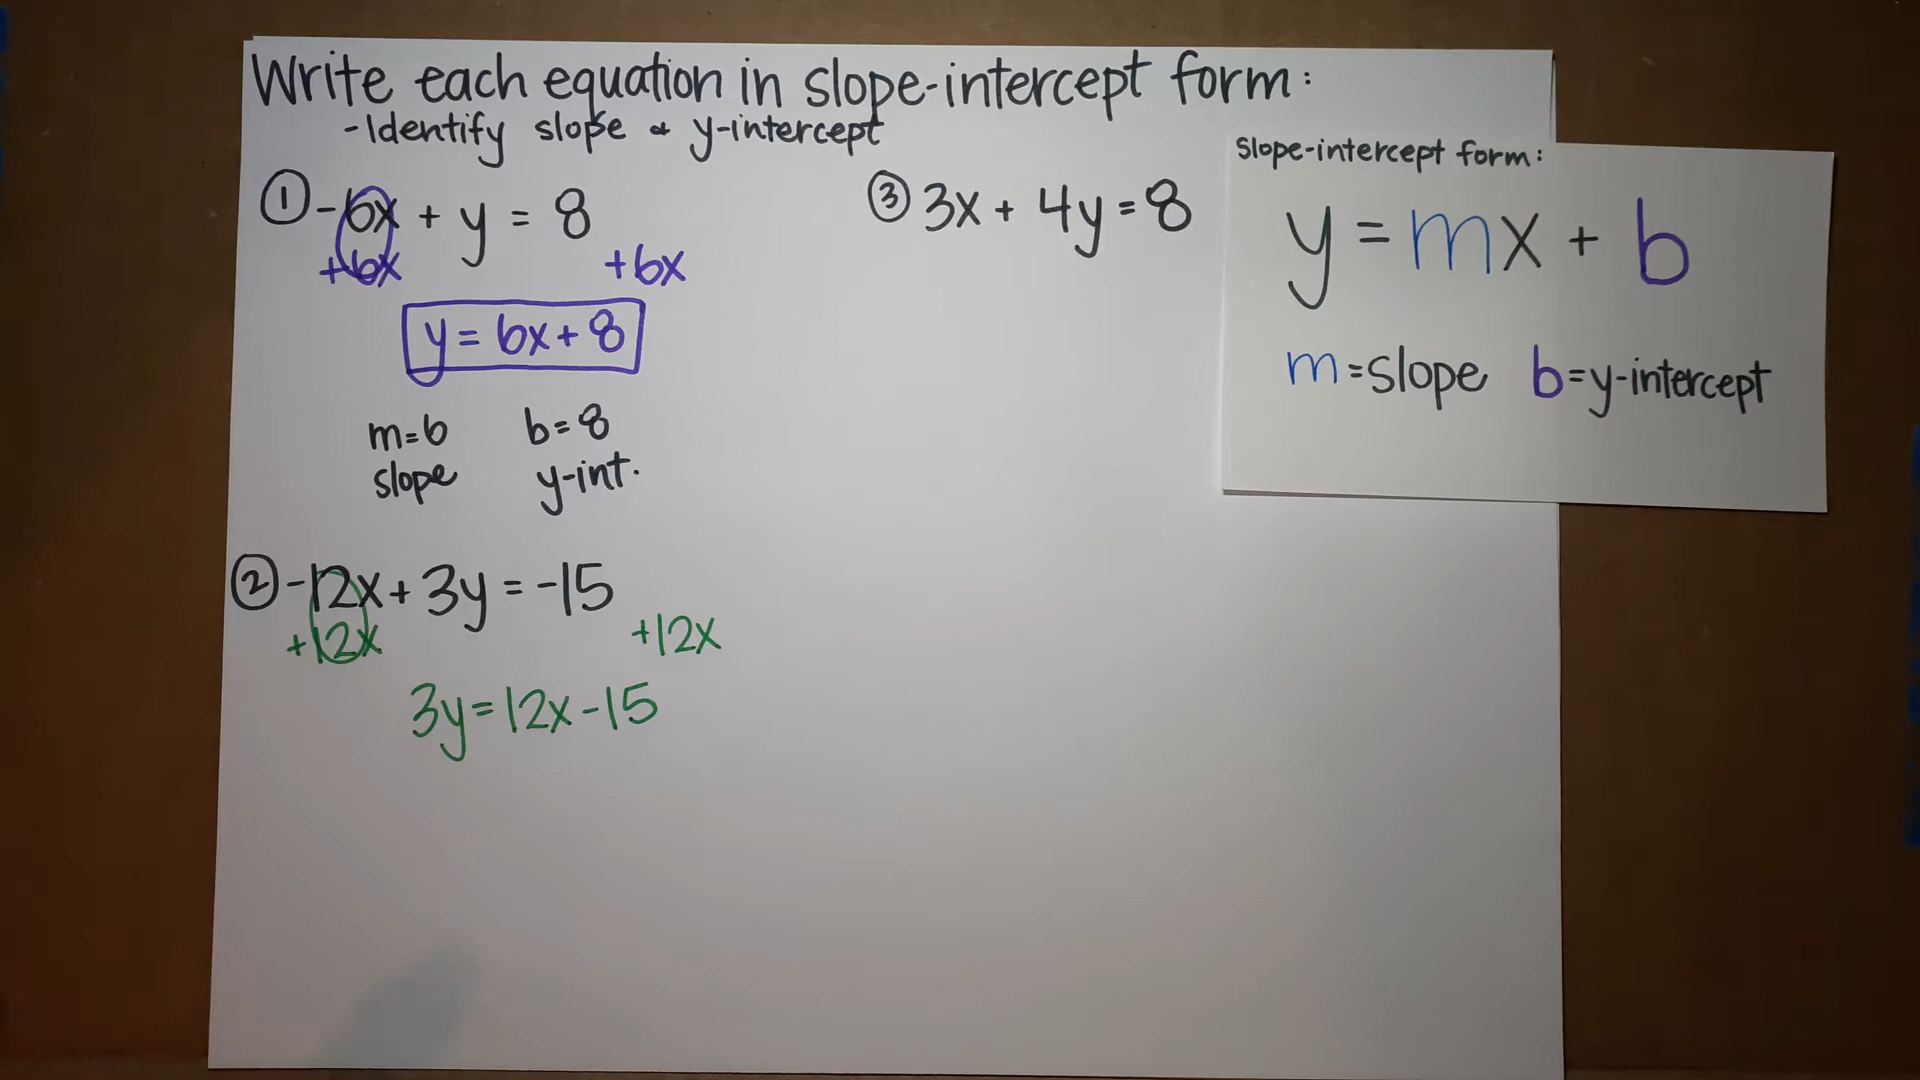 Write each equation in slope-intercept form:
-Identify slope & y-intercept
① -6x + y = 8
+6x +6x
y = 6x + 8
m=6 b=8
slope y-int.
② -12x + 3y = -15
+12x +12x
3y = 12x - 15
③ 3x + 4y = 8
Slope-intercept form:
y = mx + b
m=slope b=y-intercept